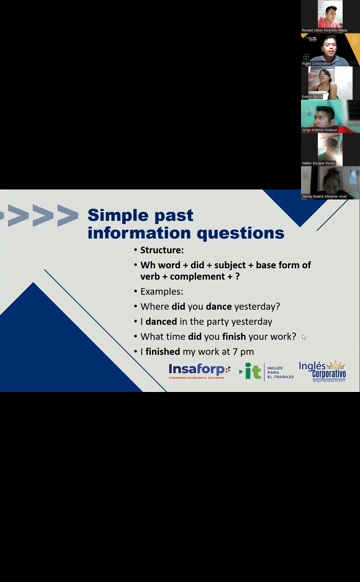 Simple past
information questions
• Structure:
• Wh word + did + subject + base form of
verb + complement + ?
• Examples:
• Where did you dance yesterday?
• I danced in the party yesterday
• What time did you finish your work?
• I finished my work at 7 pm
Insaforp
it
INGLÉS
PARA
EL TRABAJO
Inglés
Corporativo